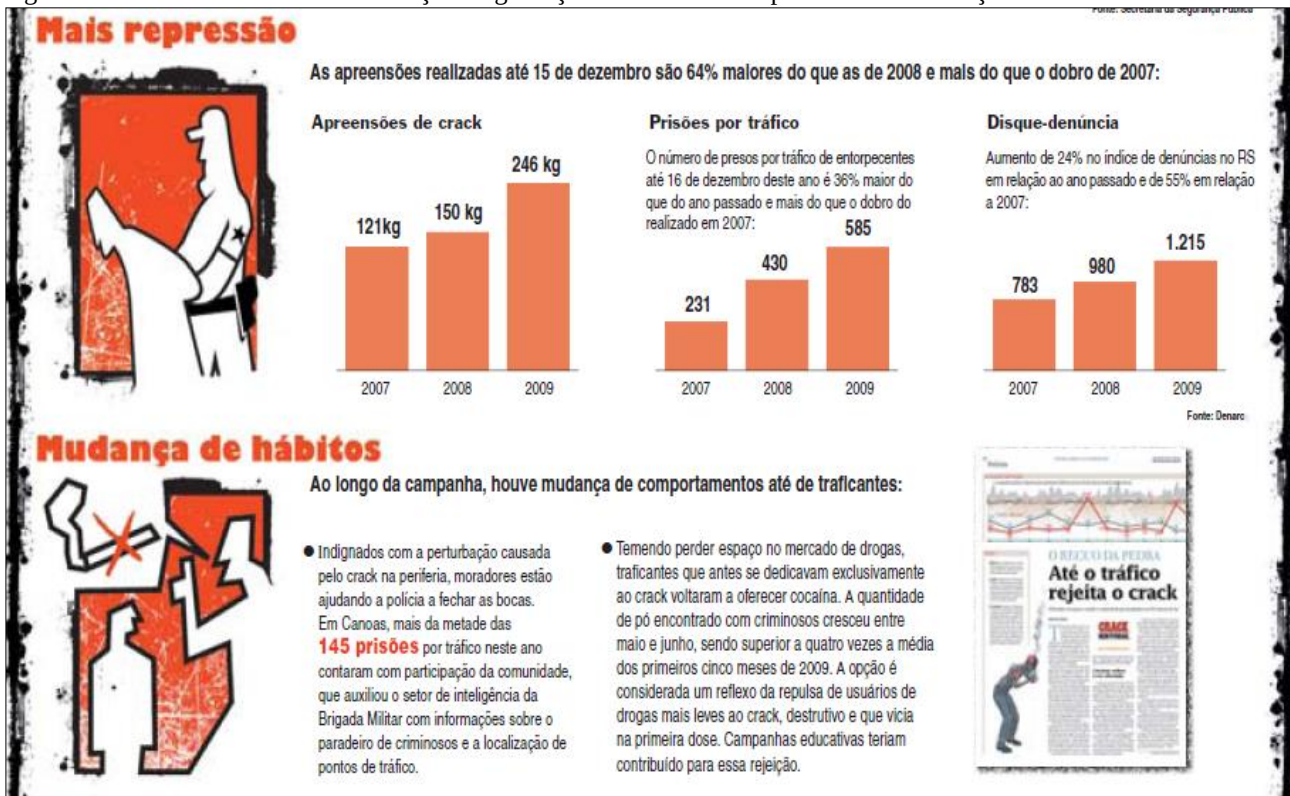 Fonte: Secretaria da Segurança Pública
Mais repressão
As apreensões realizadas até 15 de dezembro são 64% maiores do que as de 2008 e mais do que o dobro de 2007:
Apreensões de crack
246 kg
150 kg
121kg
2007
2008
2009
Prisões por tráfico
O número de presos por tráfico de entorpecentes
até 16 de dezembro deste ano é 36% maior do
que do ano passado e mais do que o dobro do
realizado em 2007:
585
430
231
2007
2008
2009
Disque-denúncia
Aumento de 24% no índice de denúncias no RS
em relação ao ano passado e de 55% em relação
a 2007:
1.215
980
783
2007
2008
2009
Fonte: Denarc
Mudança de hábitos
Ao longo da campanha, houve mudança de comportamentos até de traficantes:
● Indignados com a perturbação causada
pelo crack na periferia, moradores estão
ajudando a polícia a fechar as bocas.
Em Canoas, mais da metade das
145 prisões por tráfico neste ano
contaram com participação da comunidade,
que auxiliou o setor de inteligência da
Brigada Militar com informações sobre o
paradeiro de criminosos e a localização de
pontos de tráfico.
● Temendo perder espaço no mercado de drogas,
traficantes que antes se dedicavam exclusivamente
ao crack voltaram a oferecer cocaína. A quantidade
de pó encontrado com criminosos cresceu entre
maio e junho, sendo superior a quatro vezes a média
dos primeiros cinco meses de 2009. A opção é
considerada um reflexo da repulsa de usuários de
drogas mais leves ao crack, destrutivo e que vicia
na primeira dose. Campanhas educativas teriam
contribuído para essa rejeição.
O RECUO DA PEDRA
Até o tráfico
rejeita o crack
CRACK